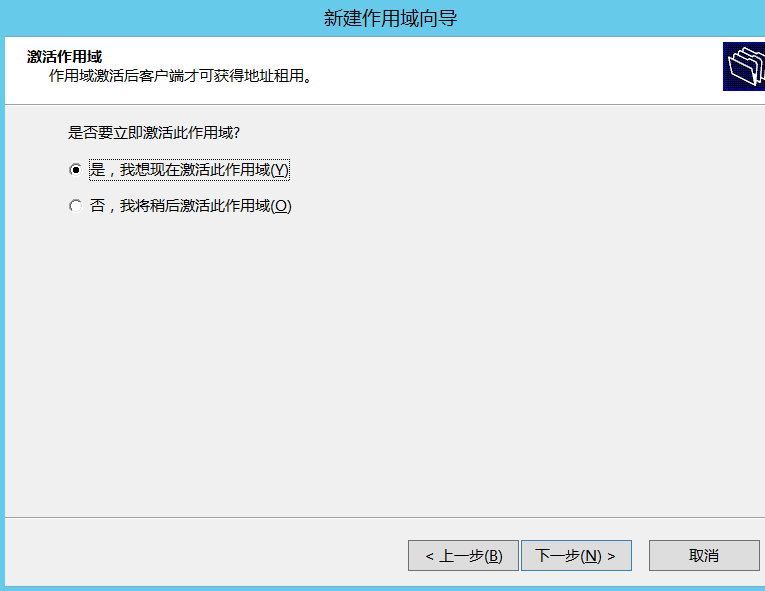 新建作用域向导
激活作用域
作用域激活后客户端才可获得地址租用。
是否要立即激活此作用域?
是，我想现在激活此作用域(Y)
否，我将稍后激活此作用域(O)
< 上一步(B) 下一步(N) > 取消